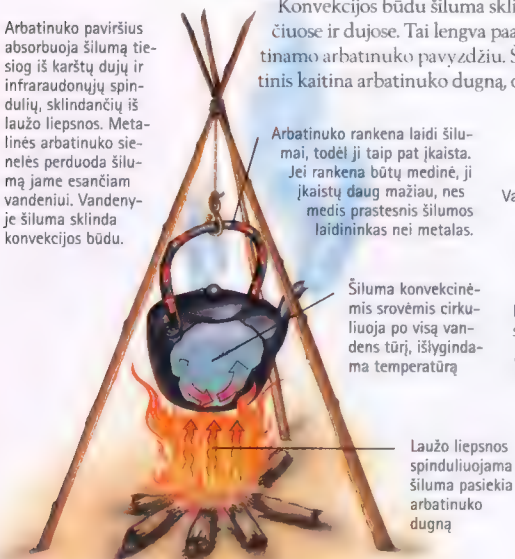 Konvekcijos būdu šiluma skli
čiuose ir dujose. Tai lengva paa
tinamo arbatinuko pavyzdžiu. Š
tinis kaitina arbatinuko dugną,
Arbatinuko paviršius
absorbuoja šilumą tie-
siog iš karštų dujų ir
infraraudonųjų spin-
dulių, sklindančių iš
laužo liepsnos. Meta-
linės arbatinuko sie-
nelės perduoda šilu-
mą jame esančiam
vandeniui. Vandeny-
je šiluma sklinda
konvekcijos būdu.
Arbatinuko rankena laidi šilu-
mai, todėl ji taip pat įkaista.
Jei rankena būtų medinė, ji
įkaistų daug mažiau, nes
medis prastesnis šilumos
laidininkas nei metalas.
Va
Šiluma konvekcinė-
mis srovėmis cirku-
liuoja po visą van-
dens tūrį, išlyginda-
ma temperatūrą
Laužo liepsnos
spinduliuojama
šiluma pasiekia
arbatinuko
dugną